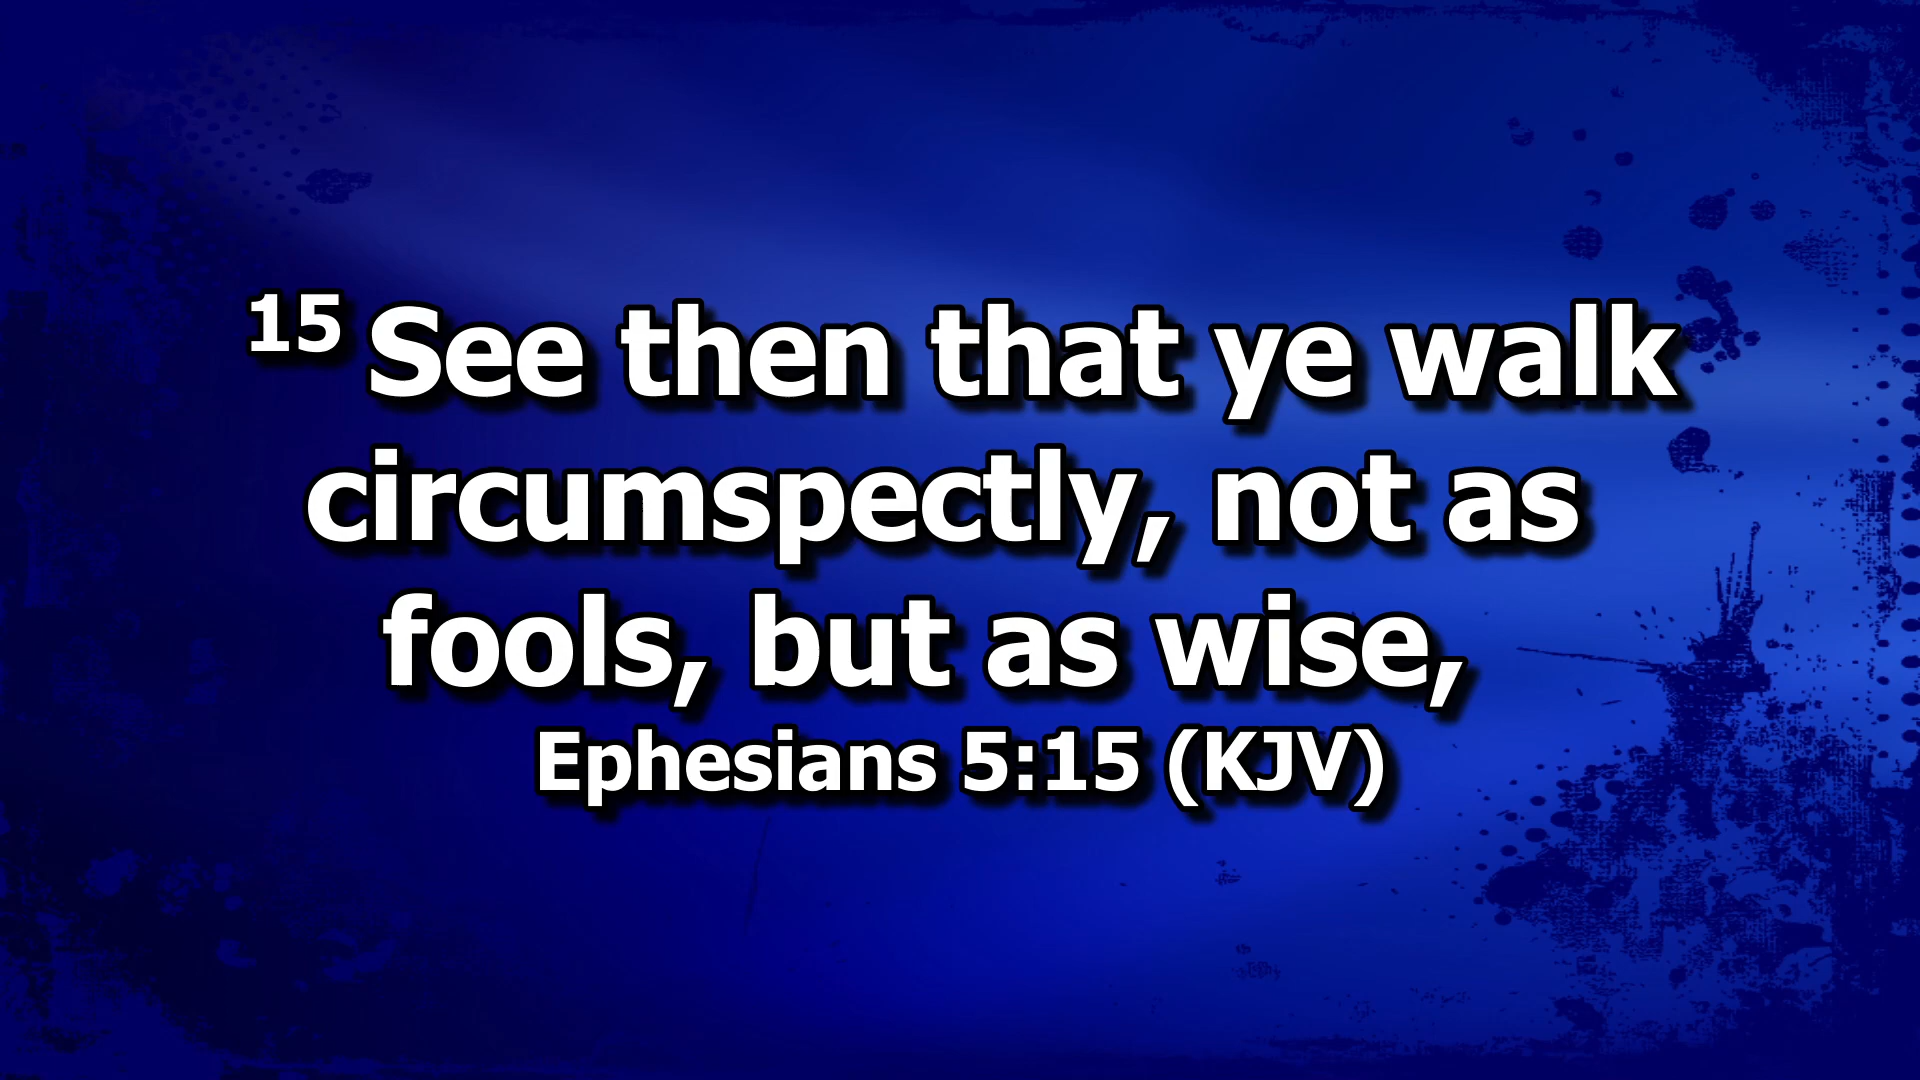 15 See then that ye walk
circumspectly, not as
fools, but as wise,
Ephesians 5:15 (KJV)